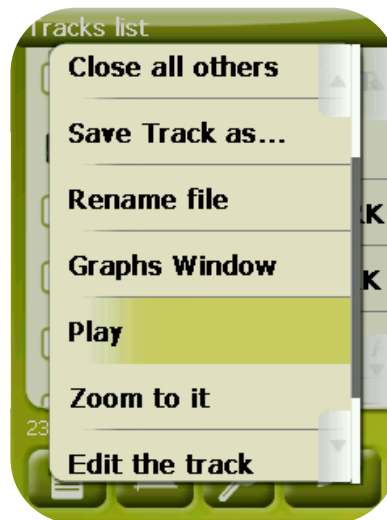 Tracks list
Close all others
Save Track as...
Rename file
K
Graphs Window
K
Play
Zoom to it
23
Edit the track